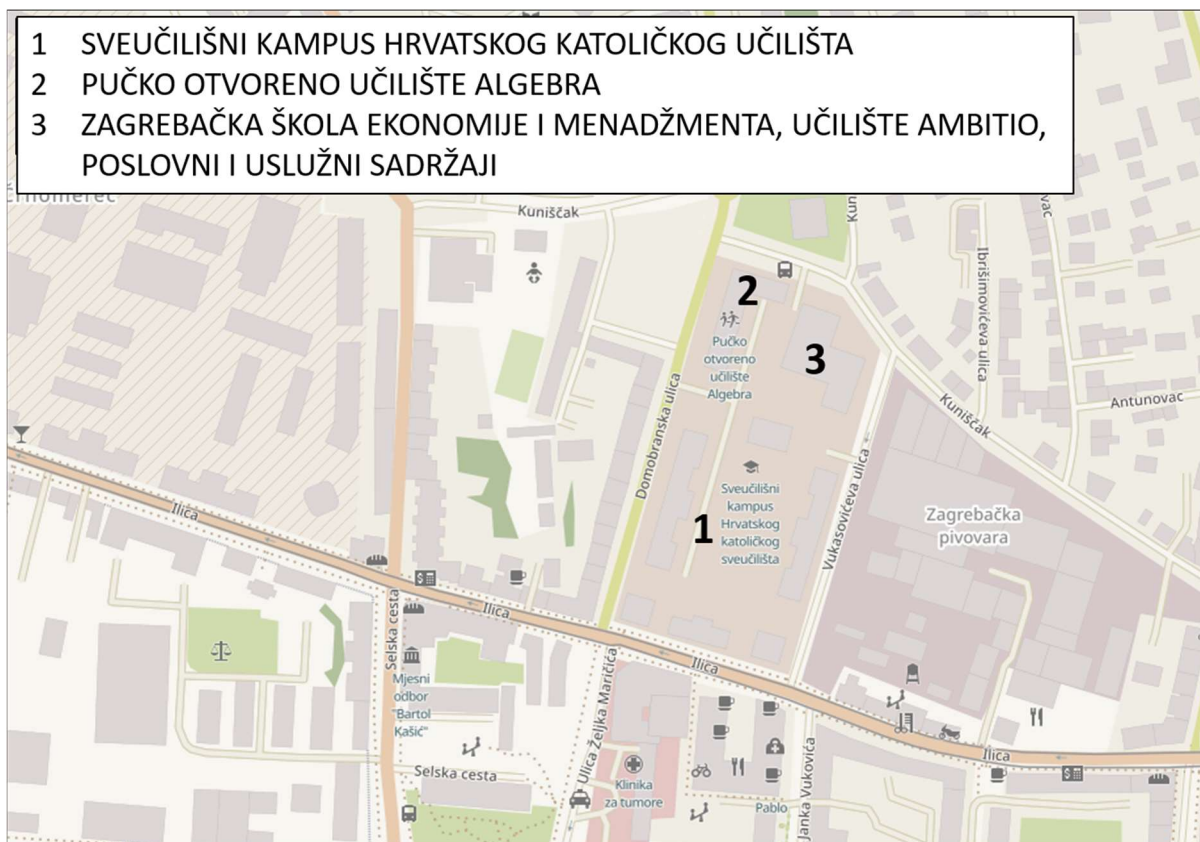 1 SVEUČILIŠNI KAMPUS HRVATSKOG KATOLIČKOG UČILIŠTA
2 PUČKO OTVORENO UČILIŠTE ALGEBRA
3 ZAGREBAČKA ŠKOLA EKONOMIJE I MENADŽMENTA, UČILIŠTE AMBITIO,
POSLOVNI I USLUŽNI SADRŽAJI
Črnomerec
Kuniščak
Kun
vac
Ibrišimovićeva ulica
2
Pučko
otvoreno
učilište
Algebra
3
Domobranska ulica
Kuniščak
Antunovac
Ilica
1
Sveučilišni
kampus
Hrvatskog
katoličkog
sveučilišta
Vukasovićeva ulica
Zagrebačka
pivovara
Selska cesta
Ilica
Ilica
Ilica
Mjesni
odbor
"Bartol
Kašić"
Selska cesta
Ulica Željka Maričića
Klinika
za tumore
Pablo
Janka Vukovića